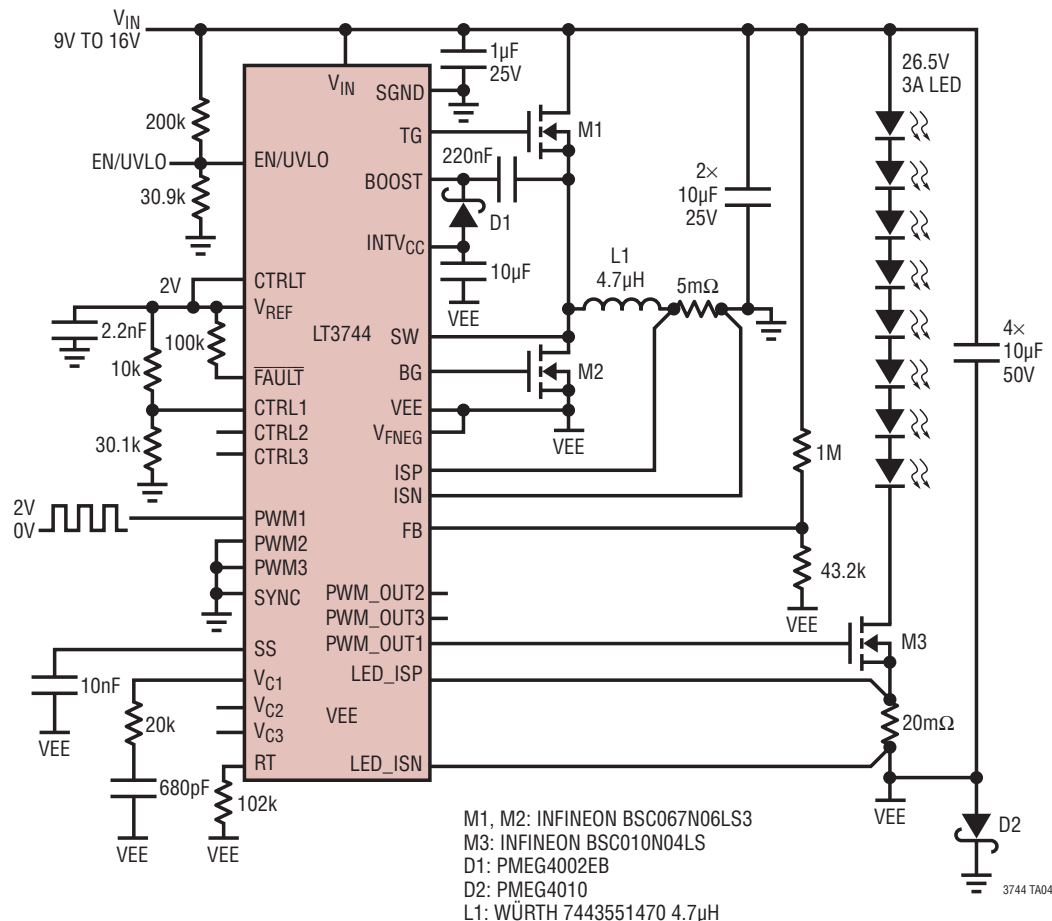 VIN
9V TO 16V
1µF
25V
26.5V
3A LED
VIN
SGND
200k
TG
M1
EN/UVLO
EN/UVLO
220nF
BOOST
2×
10µF
25V
30.9k
D1
INTVCC
L1
4.7µH
5mΩ
CTRLT
10µF
2V
VREF
VEE
2.2nF
LT3744
SW
4×
10µF
50V
100k
10k
FAULT
BG
M2
CTRL1
VEE
CTRL2
VFNEG
VEE
30.1k
CTRL3
1M
ISP
ISN
2V
0V
PWM1
FB
PWM2
PWM3
43.2k
SYNC
PWM_OUT2
PWM_OUT3
VEE
SS
PWM_OUT1
M3
10nF
VC1
LED_ISP
VC2
20k
VEE
20mΩ
VEE
VC3
RT
LED_ISN
680pF
102k
VEE
D2
VEE
VEE
M1, M2: INFINEON BSC067N06LS3
M3: INFINEON BSC010N04LS
D1: PMEG4002EB
D2: PMEG4010
L1: WÜRTH 7443551470 4.7µH
3744 TA04